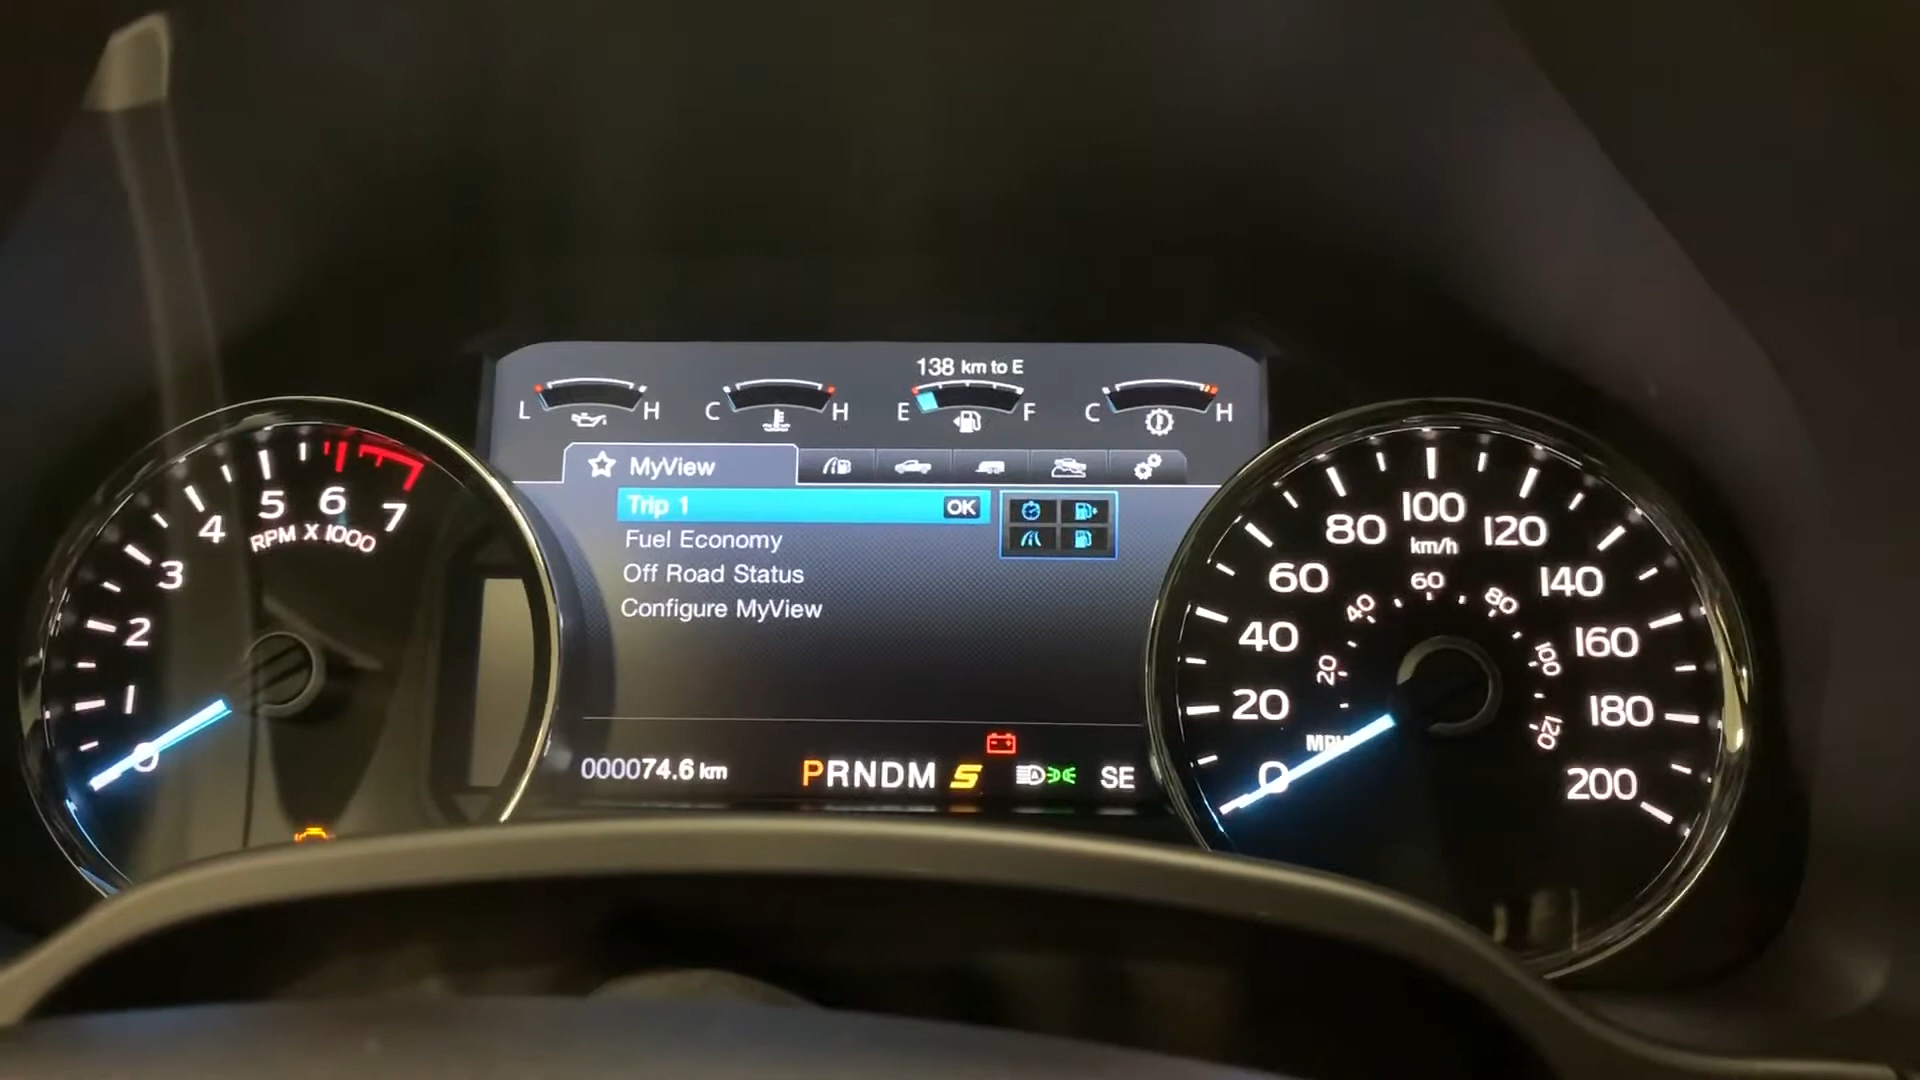 138 km to E
L H C H E F C H
MyView
Trip 1 OK
Fuel Economy
Off Road Status
Configure MyView
000074.6 km PRNDM S A SE
0 1 2 3 4 5 6 7
RPM X 1000
0 20 40 60 80 100 120 140 160 180 200
km/h
20 40 60 80 100 120
MPH